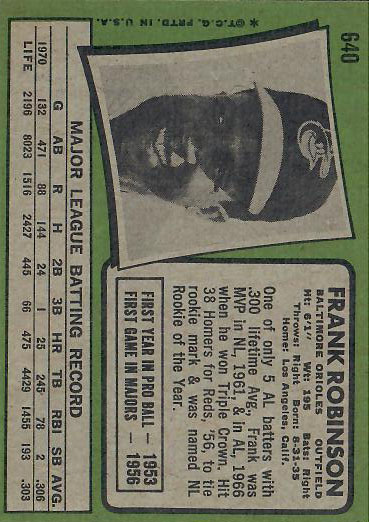 640
FRANK ROBINSON
BALTIMORE ORIOLES OUTFIELD
Ht: 6'1" Wt: 195 Bats: Right
Throws: Right Born: 8-31-35
Home: Los Angeles, Calif.
One of only 5 AL batters with
.300 lifetime Avg., Frank was
MVP in NL, 1961, & in AL, 1966
when he won Triple Crown. Hit
38 Homers for Reds, '56, to tie
rookie mark & was named NL
Rookie of the Year.
FIRST YEAR IN PRO BALL — 1953
FIRST GAME IN MAJORS — 1956
* © T.C.G. PRTD. IN U.S.A.
MAJOR LEAGUE BATTING RECORD
G AB R H 2B 3B HR TB RBI SB AVG.
1970 132 471 88 144 24 1 25 245 78 2 .306
LIFE 2196 8023 1516 2427 445 66 475 4429 1455 193 .303